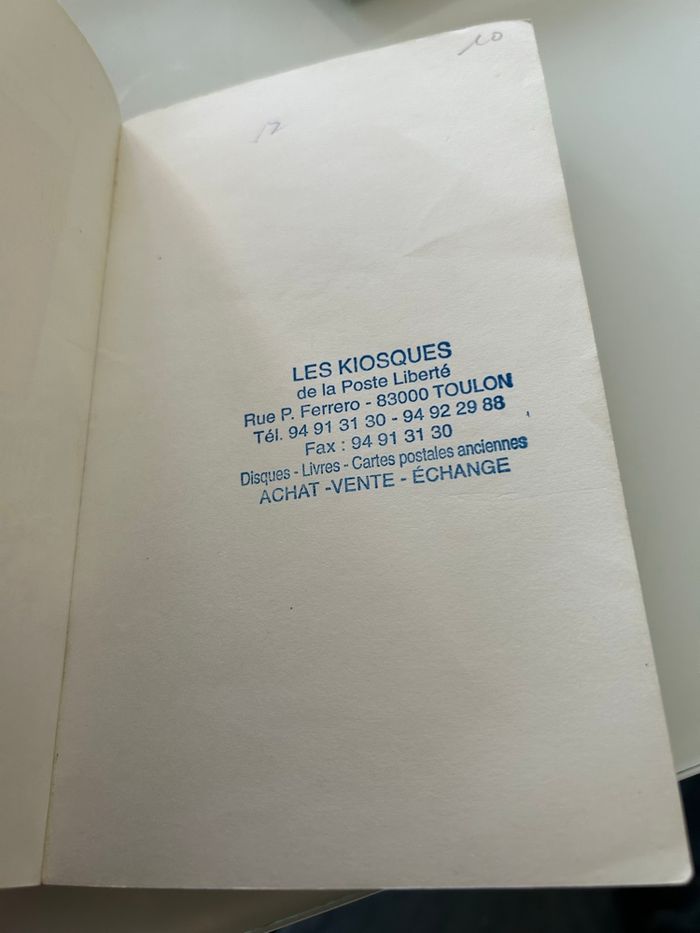 10
LES KIOSQUES
de la Poste Liberté
Rue P. Ferrero - 83000 TOULON
Tél. 94 91 31 30 - 94 92 29 88
Fax : 94 91 31 30
Disques - Livres - Cartes postales anciennes
ACHAT -VENTE - ÉCHANGE